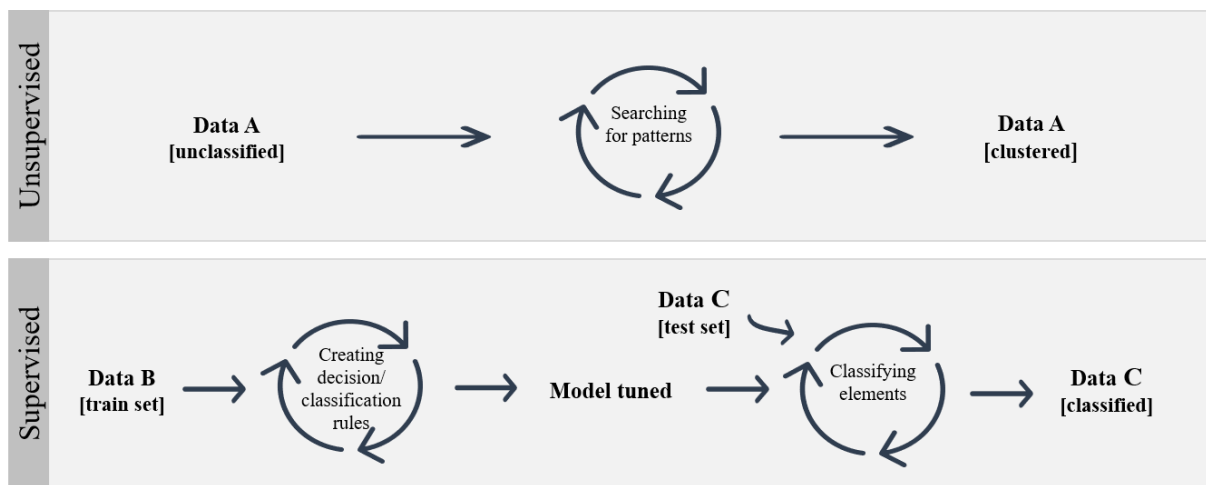 Unsupervised
Data A
[unclassified]
Searching
for patterns
Data A
[clustered]
Supervised
Data B
[train set]
Creating
decision/
classification
rules
Model tuned
Data C
[test set]
Classifying
elements
Data C
[classified]